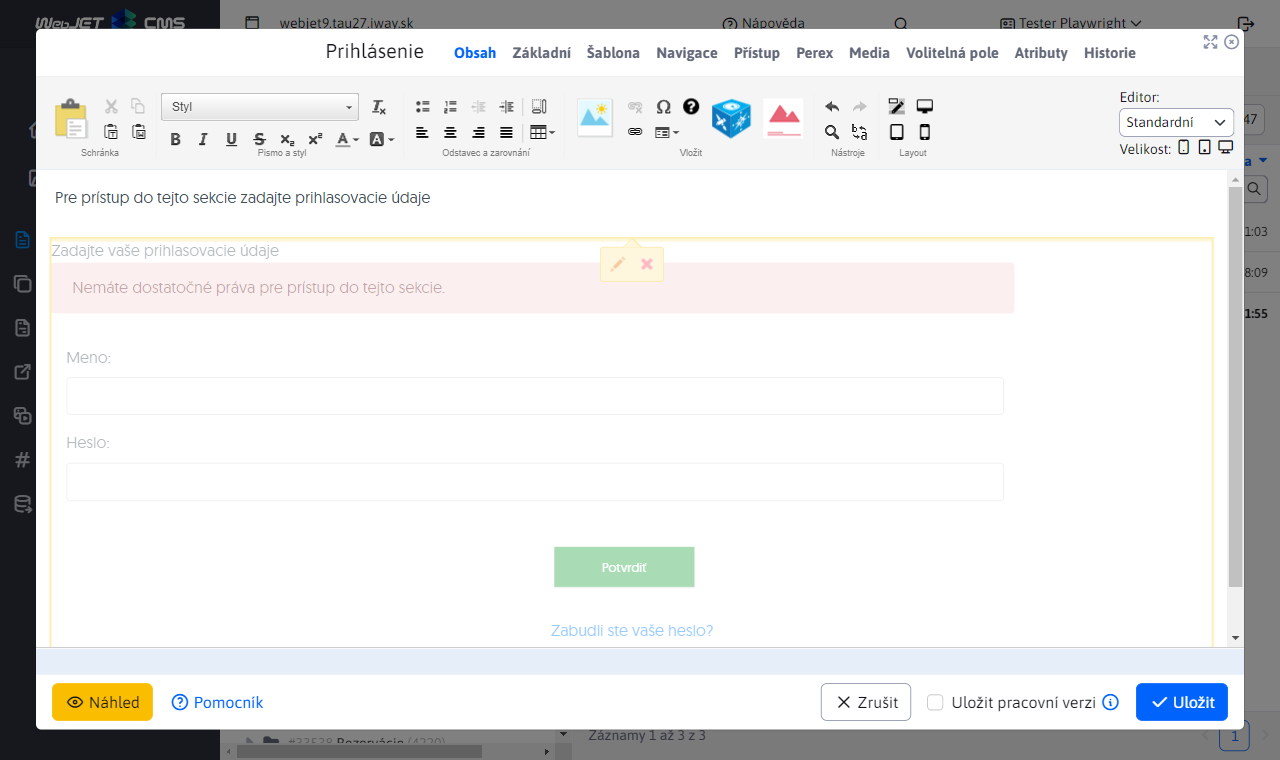 WebJET CMS
webjet9.tau27.iway.sk
Nápověda
Tester Playwright
Prihlásenie
Obsah Základní Šablona Navigace Přístup Perex Media Volitelná pole Atributy Historie
Styl
B I U S x₂ x² A A
Schránka
Písmo a styl
Odstavec a zarovnání
Vložit
Nástroje
Layout
Editor:
Standardní
Velikost:
47
1:03
8:09
1:55
Pre prístup do tejto sekcie zadajte prihlasovacie údaje
Zadajte vaše prihlasovacie údaje
Nemáte dostatočné práva pre prístup do tejto sekcie.
Meno:
Heslo:
Potvrdiť
Zabudli ste vaše heslo?
Náhled
Pomocník
Zrušit
Uložit pracovní verzi
Uložit
#33538 Rezervácie (4220)
Záznamy 1 až 3 z 3
1